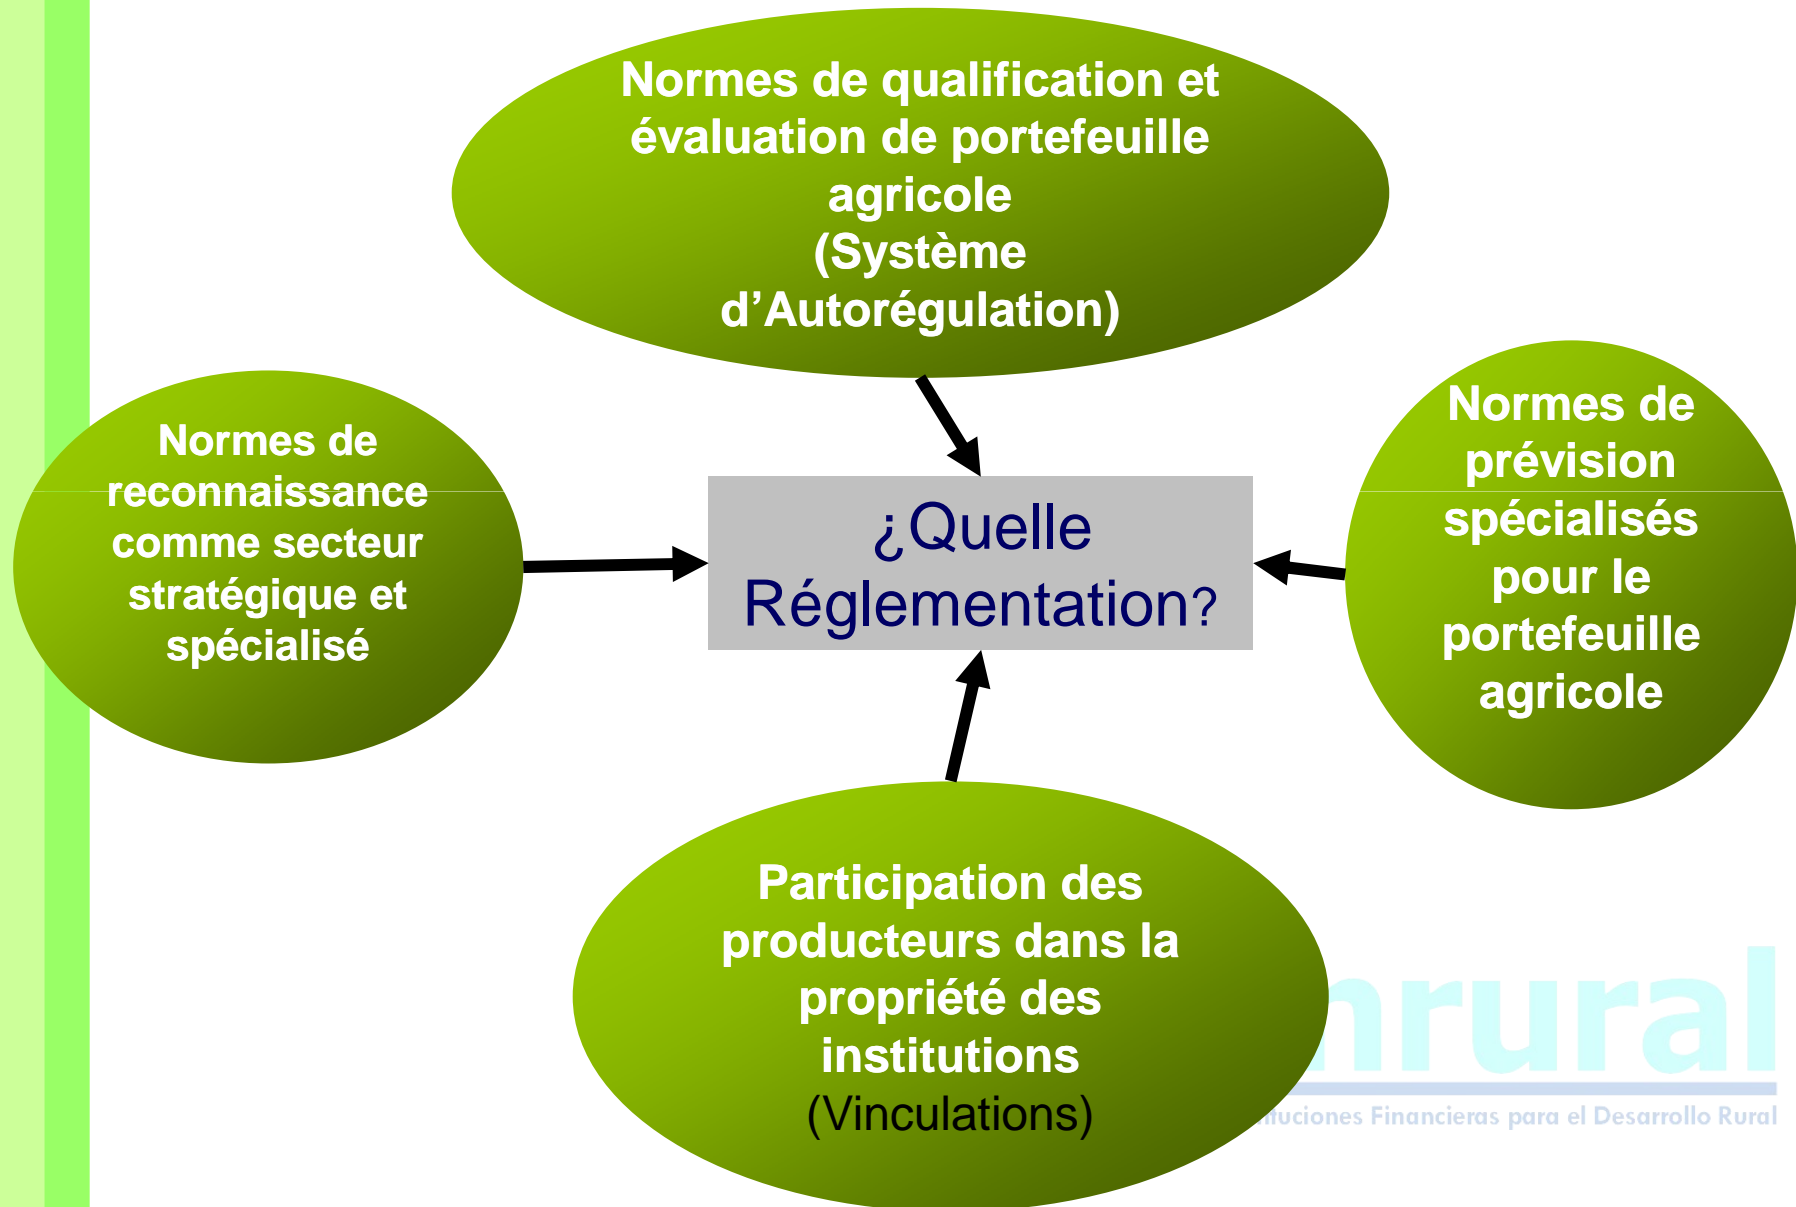 Normes de qualification et
évaluation de portefeuille
agricole
(Système
d’Autorégulation)
Normes de
reconnaissance
comme secteur
stratégique et
spécialisé
¿Quelle
Réglementation?
Normes de
prévision
spécialisés
pour le
portefeuille
agricole
Participation des
producteurs dans la
propriété des
institutions
(Vinculations)
Financieras para el Desarrollo Rural